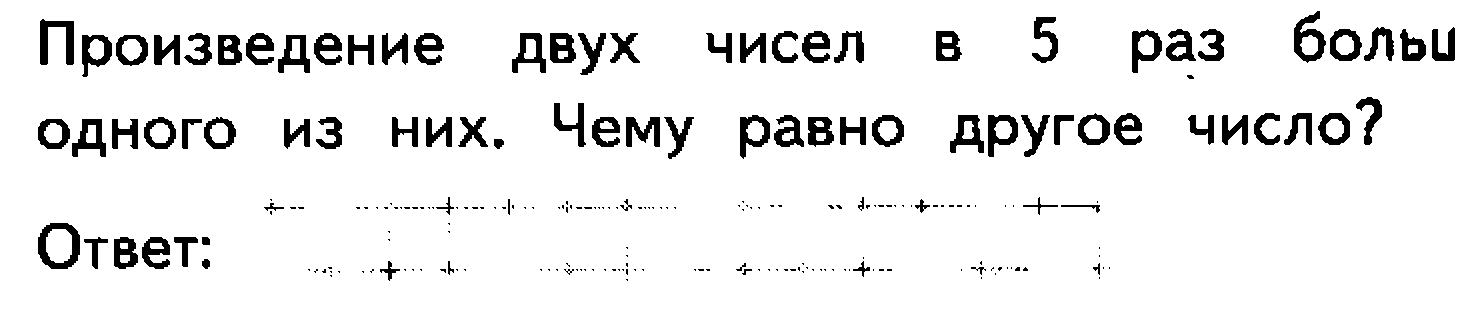 Произведение двух чисел в 5 раз больш
одного из них. Чему равно другое число?
Ответ: